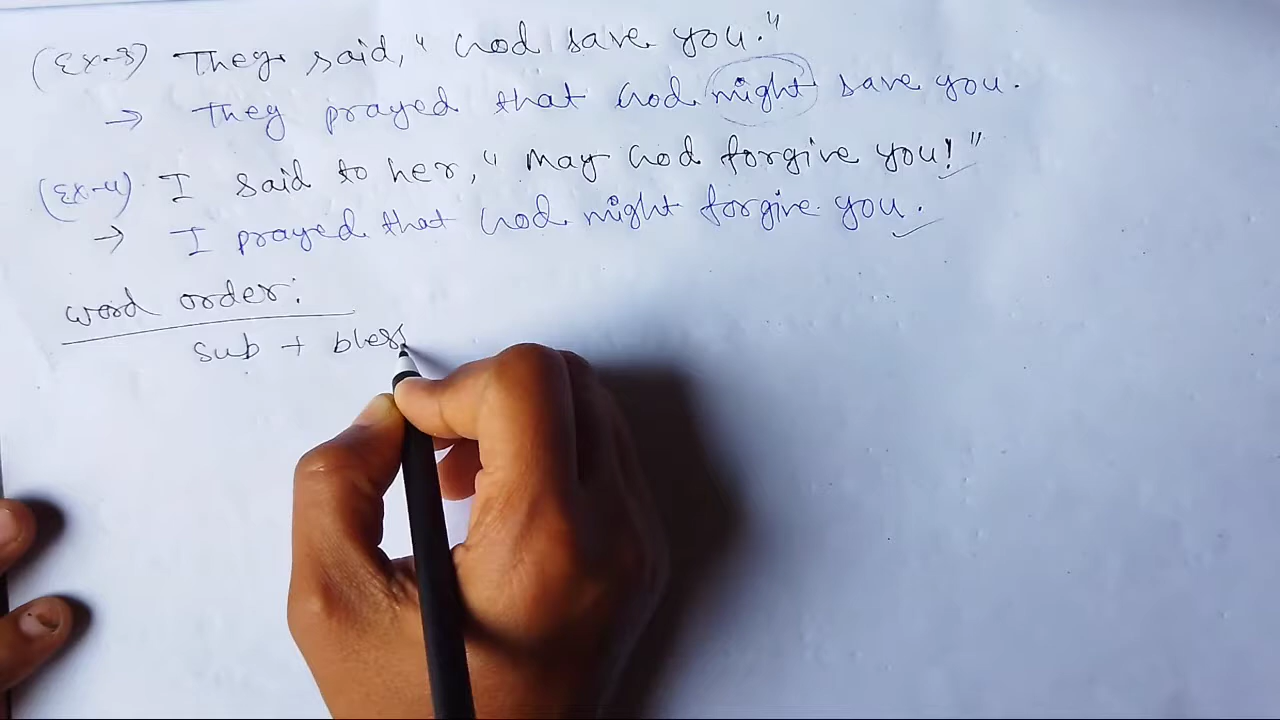 (Ex-3) They said, "God save you."
→ They prayed that God might save you.
(Ex-4) I said to her, "May God forgive you!"
→ I prayed that God might forgive you.
word order:
sub + bless